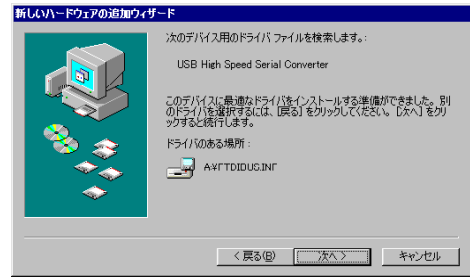 新しいハードウェアの追加ウィザード
次のデバイス用のドライバ ファイルを検索します。:
USB High Speed Serial Converter
このデバイスに最適なドライバをインストールする準備ができました。別
のドライバを選択するには、[戻る] をクリックしてください。[次へ] をクリ
ックすると続行します。
ドライバのある場所:
A:¥FTDIBUS.INF
< 戻る(B)
次へ >
キャンセル